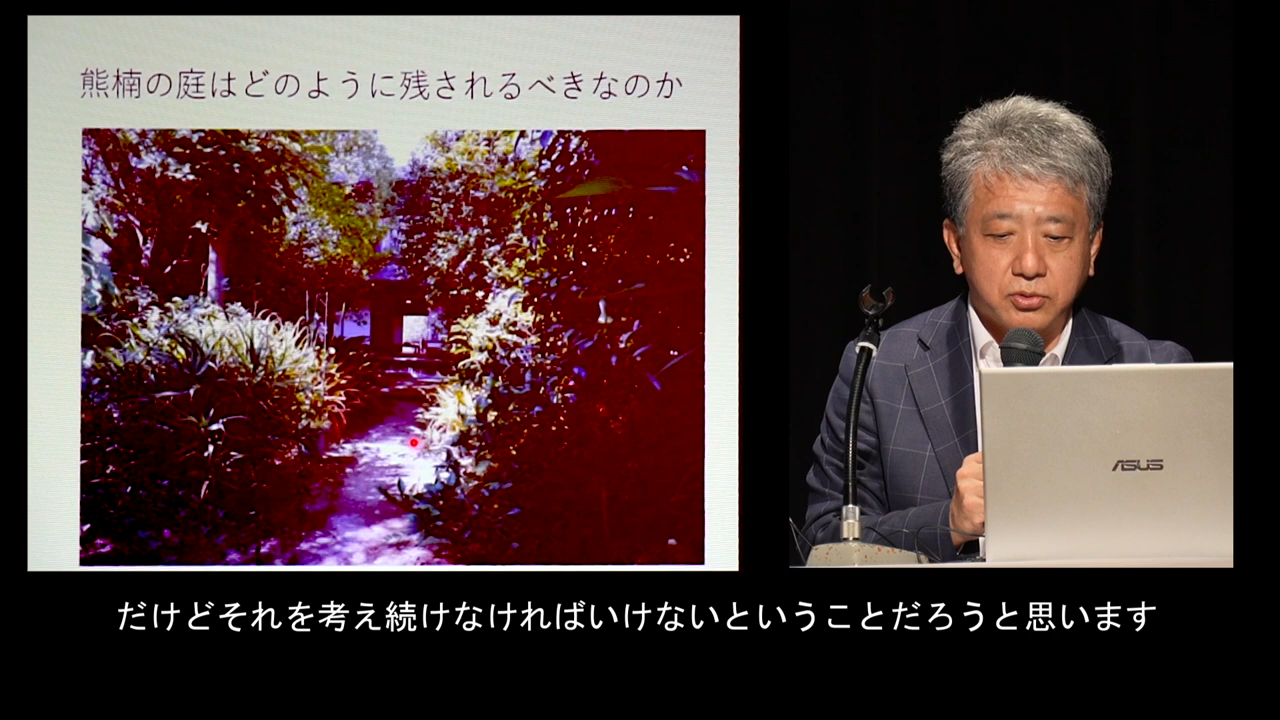 熊楠の庭はどのように残されるべきなのか
ASUS
だけどそれを考え続けなければいけないということだろうと思います